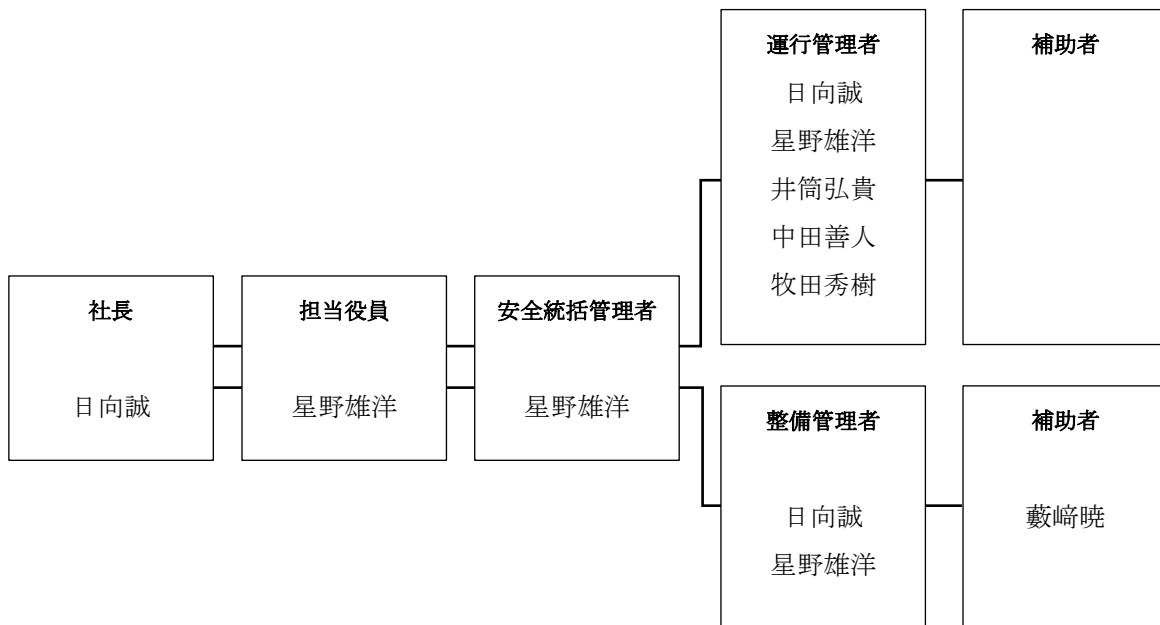 運行管理者
日向誠
星野雄洋
井筒弘貴
中田善人
牧田秀樹
補助者
社長
日向誠
担当役員
星野雄洋
安全統括管理者
星野雄洋
整備管理者
日向誠
星野雄洋
補助者
藪﨑暁